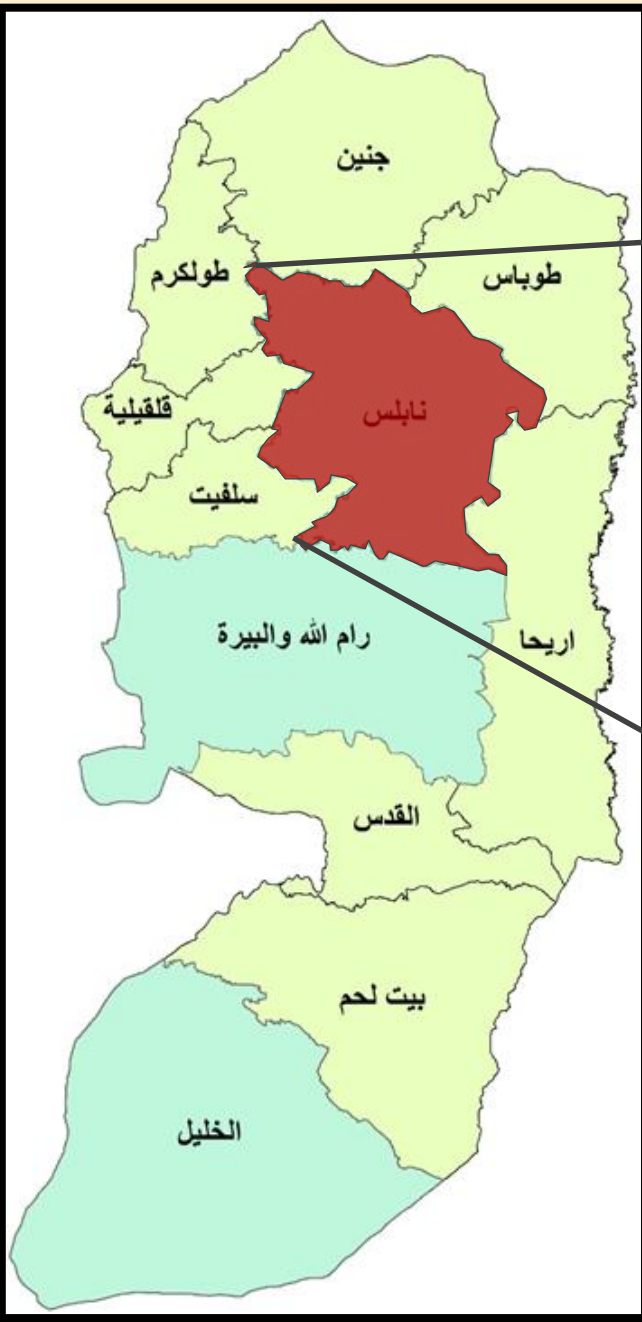 جنين
طوباس
طولكرم
نابلس
قلقيلية
سلفيت
رام الله والبيرة
اريحا
القدس
بيت لحم
الخليل